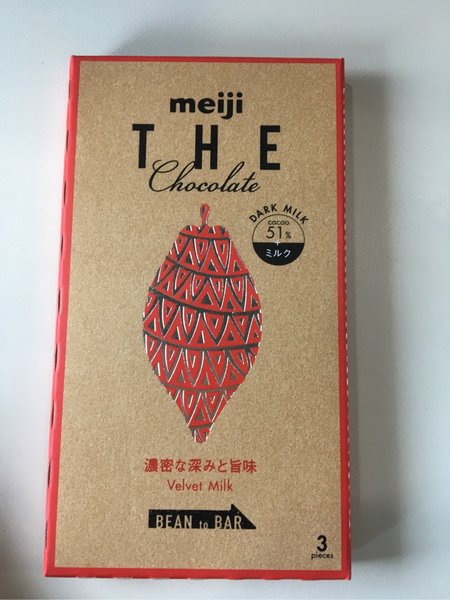 meiji
THE
Chocolate
DARK MILK
cacao
51%
+
ミルク
濃密な深みと旨味
Velvet Milk
BEAN to BAR
3
pieces